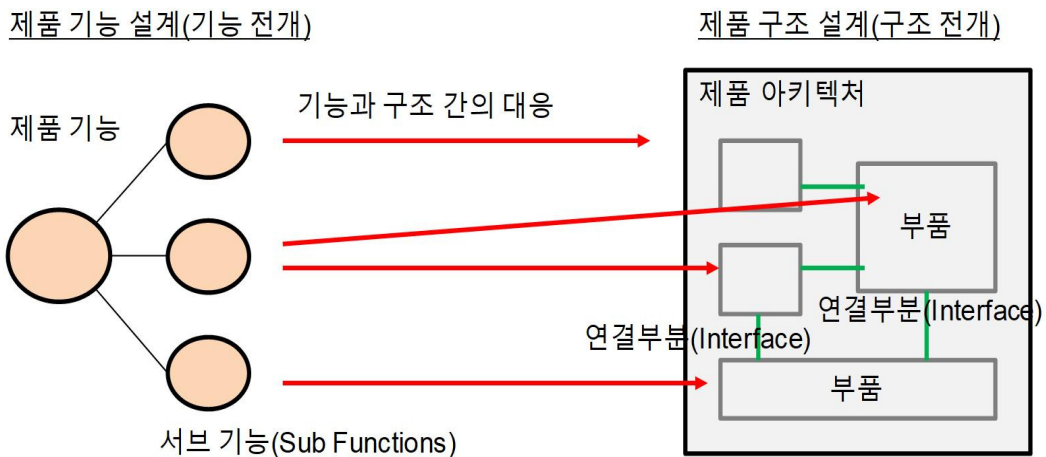 제품 기능 설계(기능 전개)
제품 구조 설계(구조 전개)
제품 기능
기능과 구조 간의 대응
제품 아키텍처
부품
연결부분(Interface)
연결부분(Interface)
부품
서브 기능(Sub Functions)